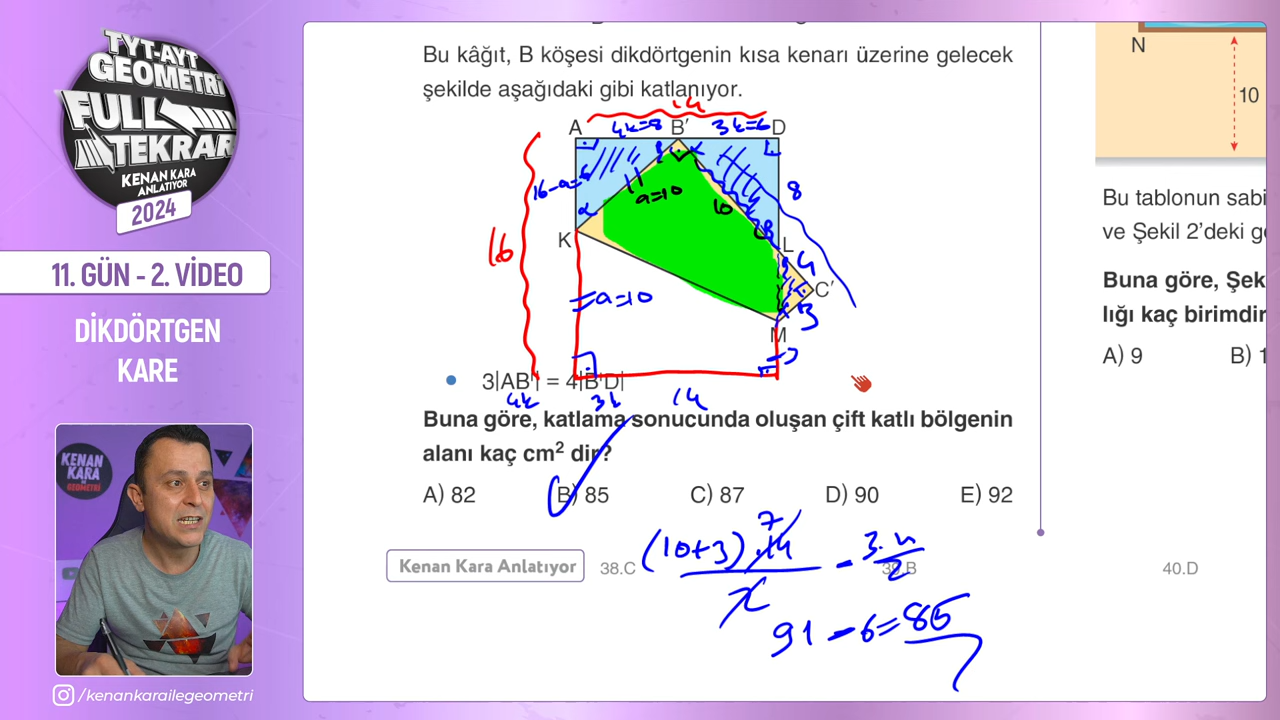 TYT-AYT
GEOMETRİ
FULL
TEKRAR
KENAN KARA
ANLATIYOR
2024
11. GÜN - 2. VİDEO
DİKDÖRTGEN
KARE
KENAN
KARA
GEOMETRİ
/kenankarailegeometri
Bu kâğıt, B köşesi dikdörtgenin kısa kenarı üzerine gelecek
şekilde aşağıdaki gibi katlanıyor.
14
A 4k=8 B' 3k=6 D
16-a=6
a=10
10
8
16
K
L
4
C'
a=10
3
M
3
3|AB'| = 4|B'D|
4k 3k 14
Buna göre, katlama sonucunda oluşan çift katlı bölgenin
alanı kaç cm² dir?
A) 82 B) 85 C) 87 D) 90 E) 92
7
(10+3).14 - 3.4
2 2
91 - 6 = 85
Kenan Kara Anlatıyor
38.C 39.B 40.D
N
10
Bu tablonun sabi
ve Şekil 2’deki ge
Buna göre, Şek
lığı kaç birimdir
A) 9 B) 1